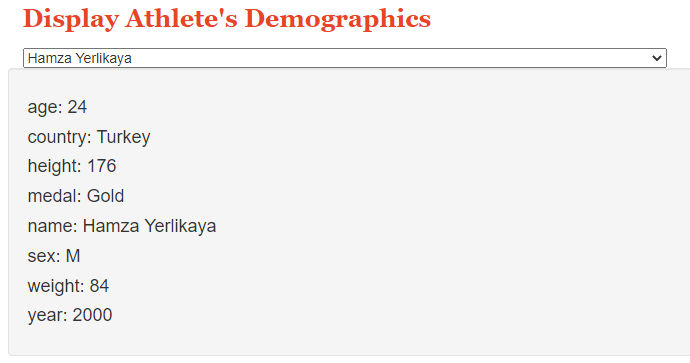 Display Athlete's Demographics
Hamza Yerlikaya
age: 24
country: Turkey
height: 176
medal: Gold
name: Hamza Yerlikaya
sex: M
weight: 84
year: 2000